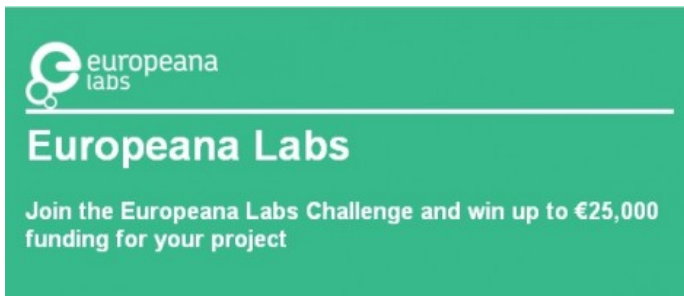 europeana
labs
Europeana Labs
Join the Europeana Labs Challenge and win up to €25,000
funding for your project